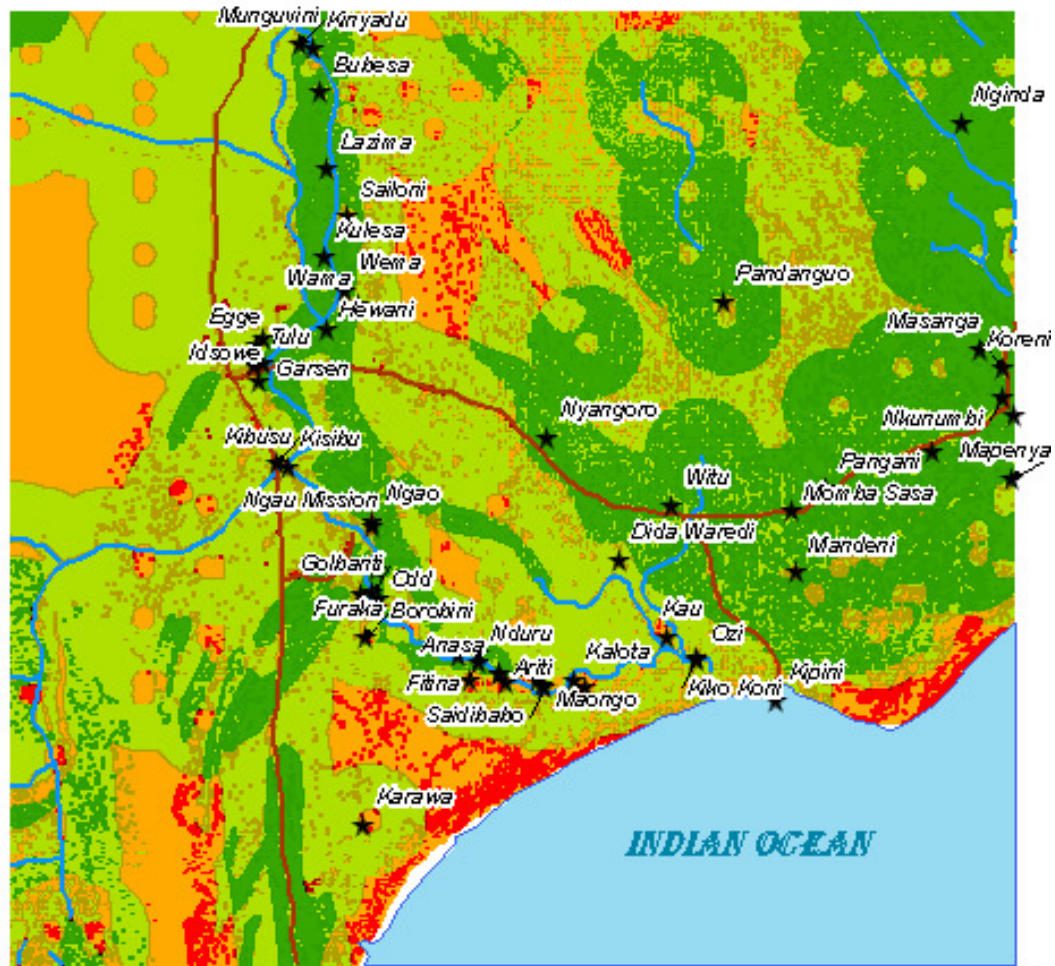 Munguvini
Kinyadu
Bubesa
Nginda
Lazima
Sailoni
Kulesa
Wema
Wama
Pandanguo
Hewani
Egge
Tulu
Masanga
Koreni
Idsowe
Garsen
Nyangoro
Nkunumbi
Kibusu
Kisibu
Pangani
Mapenya
Ngau Mission
Ngao
Witu
Momba Sasa
Dida Waredi
Mandeni
Golbanti
Odd
Furaka
Borobini
Kau
Anasa
Nduru
Kalota
Ozi
Ariti
Fitina
Kipini
Maongo
Kiko Koni
Saidibabo
Karawa
INDIAN OCEAN